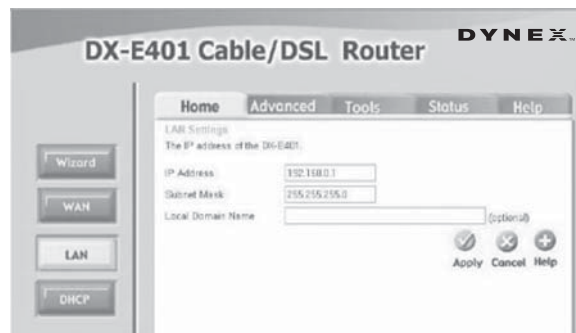 DYNEX
DX-E401 Cable/DSL Router
Home Advanced Tools Status Help
LAN Settings
The IP address of the DX-E401.
Wizard
IP Address 192.168.0.1
Subnet Mask 255.255.255.0
WAN
Local Domain Name (optional)
LAN
Apply Cancel Help
DHCP